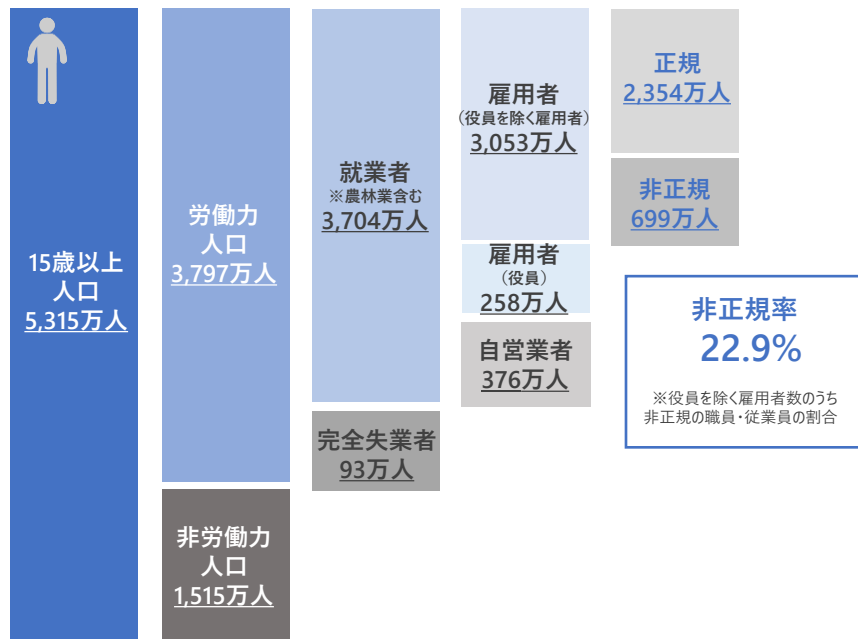 15歳以上
人口
5,315万人
労働力
人口
3,797万人
非労働力
人口
1,515万人
就業者
※農林業含む
3,704万人
完全失業者
93万人
雇用者
（役員を除く雇用者）
3,053万人
雇用者
（役員）
258万人
自営業者
376万人
正規
2,354万人
非正規
699万人
非正規率
22.9%
※役員を除く雇用者数のうち
非正規の職員・従業員の割合